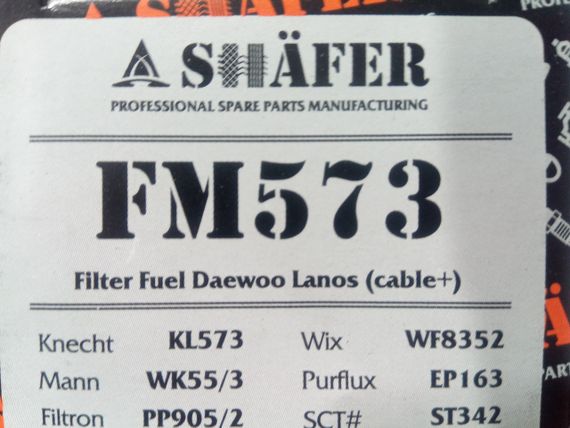 SHÄFER
PROFESSIONAL SPARE PARTS MANUFACTURING
FM573
Filter Fuel Daewoo Lanos (cable+)
Knecht KL573 Wix WF8352
Mann WK55/3 Purflux EP163
Filtron PP905/2 SCT# ST342